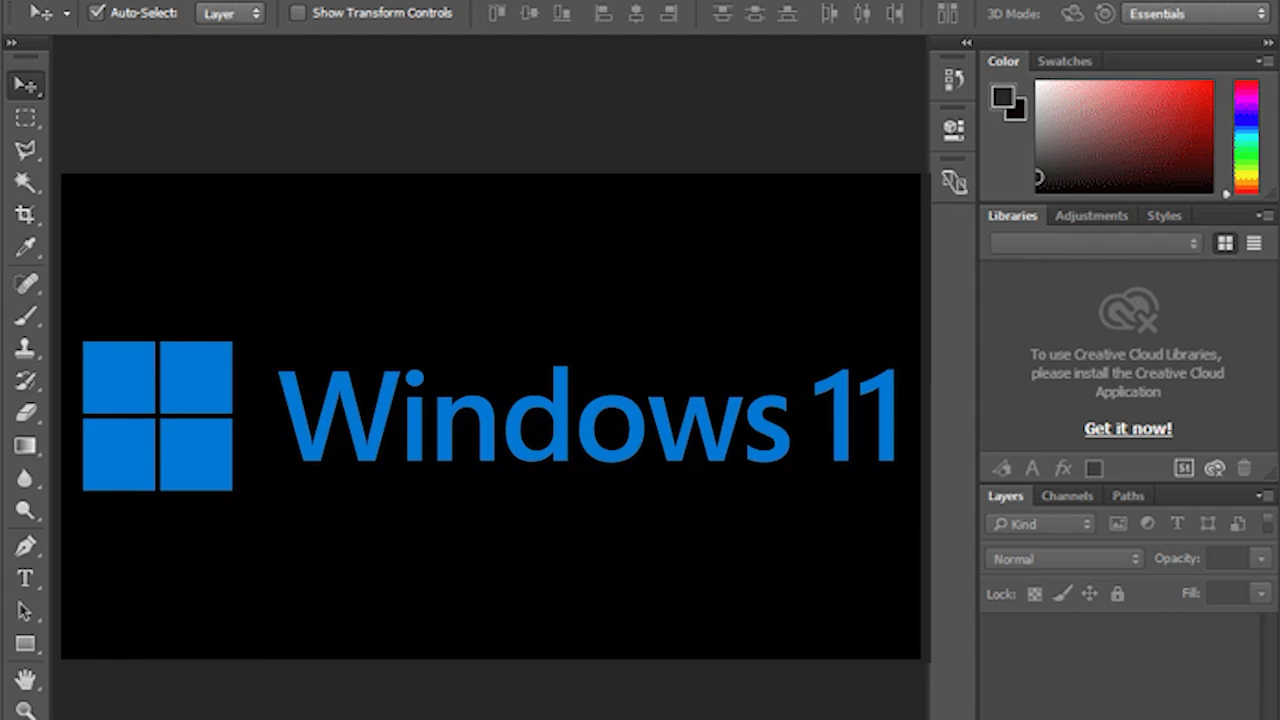 Auto-Select:
Layer
Show Transform Controls
3D Mode:
Essentials
Color
Swatches
Libraries
Adjustments
Styles
To use Creative Cloud Libraries,
please install the Creative Cloud
Application
Get it now!
A
fx
St
Layers
Channels
Paths
Kind
T
Normal
Opacity:
Lock:
Fill:
T
Windows 11